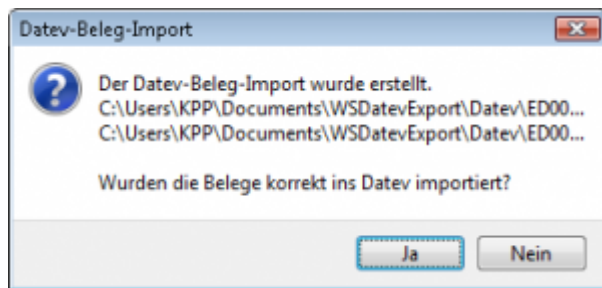 Datev-Beleg-Import
Der Datev-Beleg-Import wurde erstellt.
C:\Users\KPP\Documents\WSDatevExport\Datev\ED00...
C:\Users\KPP\Documents\WSDatevExport\Datev\ED00...
Wurden die Belege korrekt ins Datev importiert?
Ja
Nein